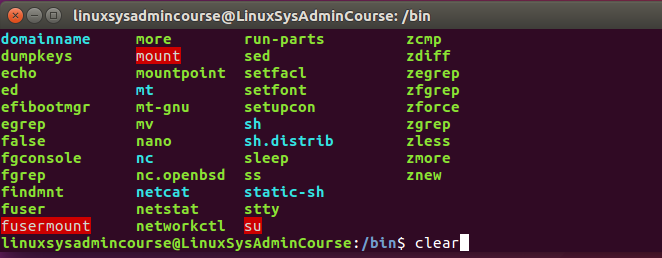 linuxsysadmincourse@LinuxSysAdminCourse: /bin
domainname more run-parts zcmp
dumpkeys mount sed zdiff
echo mountpoint setfacl zegrep
ed mt setfont zfgrep
efibootmgr mt-gnu setupcon zforce
egrep mv sh zgrep
false nano sh.distrib zless
fgconsole nc sleep zmore
fgrep nc.openbsd ss znew
findmnt netcat static-sh
fuser netstat stty
fusermount networkctl su
linuxsysadmincourse@LinuxSysAdminCourse:/bin$ clear